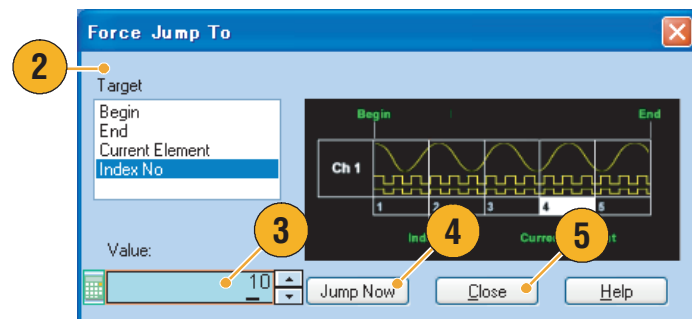 Force Jump To
2
Target
Begin
End
Current Element
Index No
Begin
End
Ch 1
1
2
3
4
5
3
4
5
Value:
10
Jump Now
Close
Help